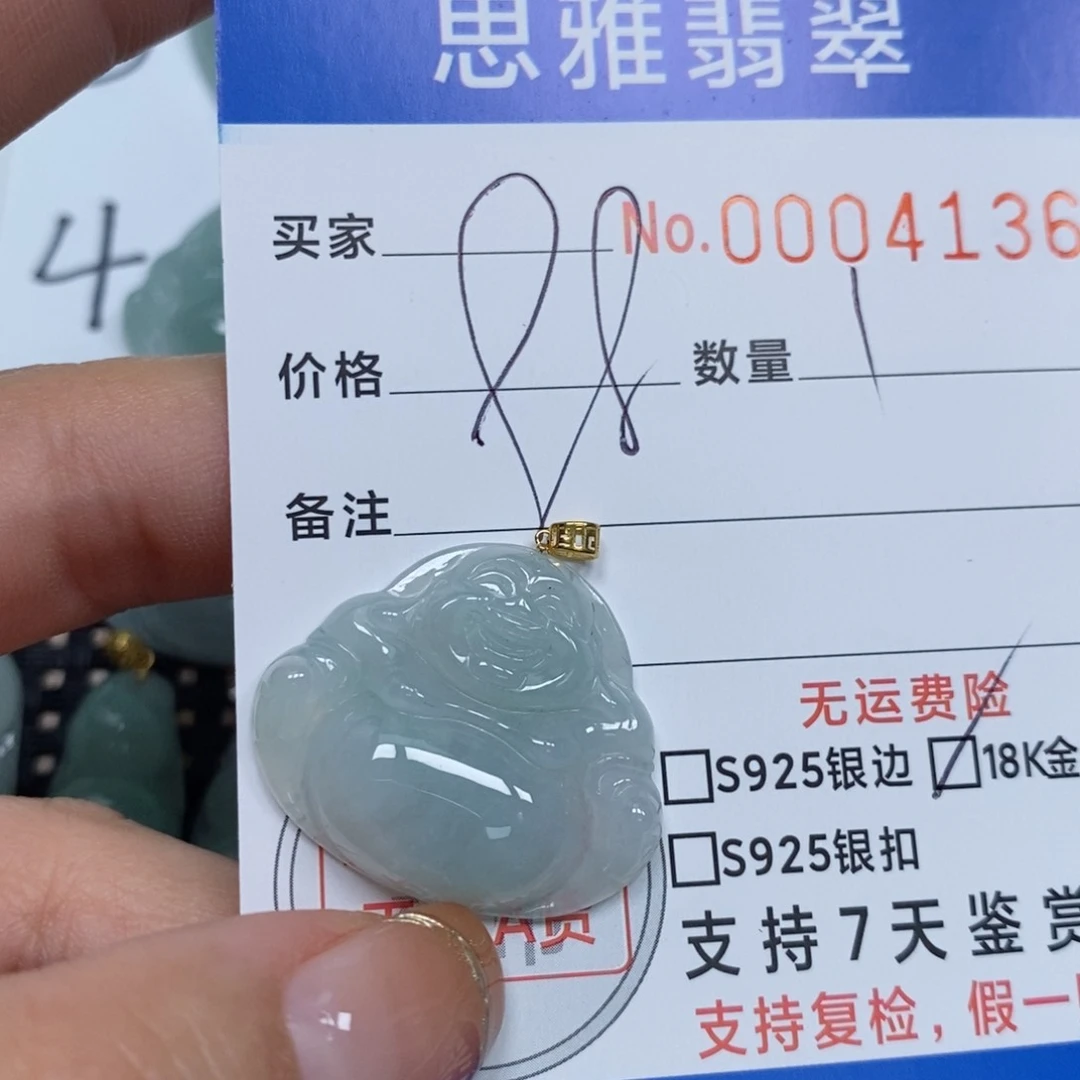 思雅翡翠
4
买家 No.0004136
价格 数量 1
备注
无运费险
S925银边 18K金
S925银扣
A货
支持7天鉴赏
支持复检，假一